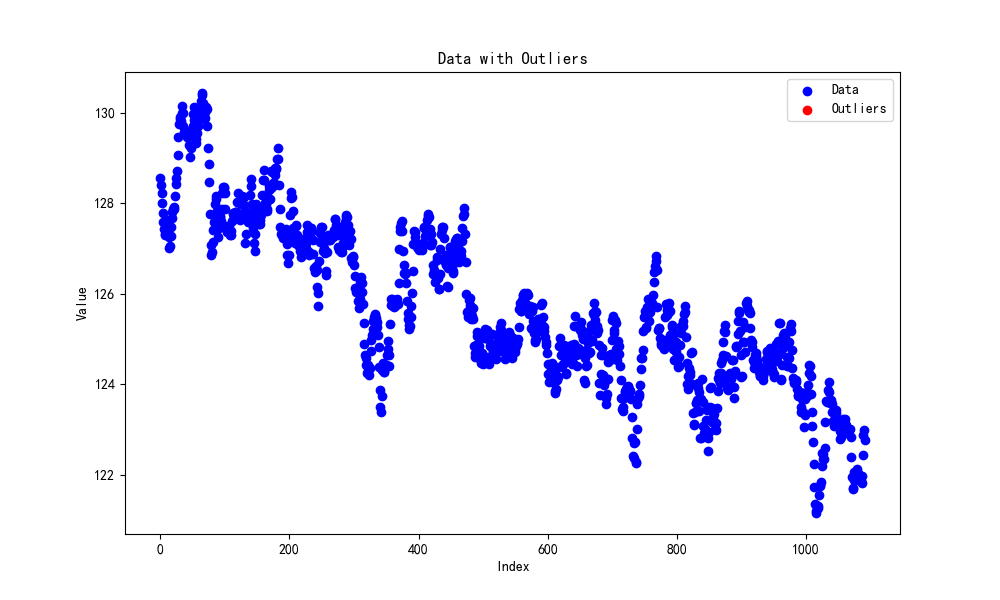 Data with Outliers
Data
Outliers
Value
130
128
126
124
122
0 200 400 600 800 1000
Index